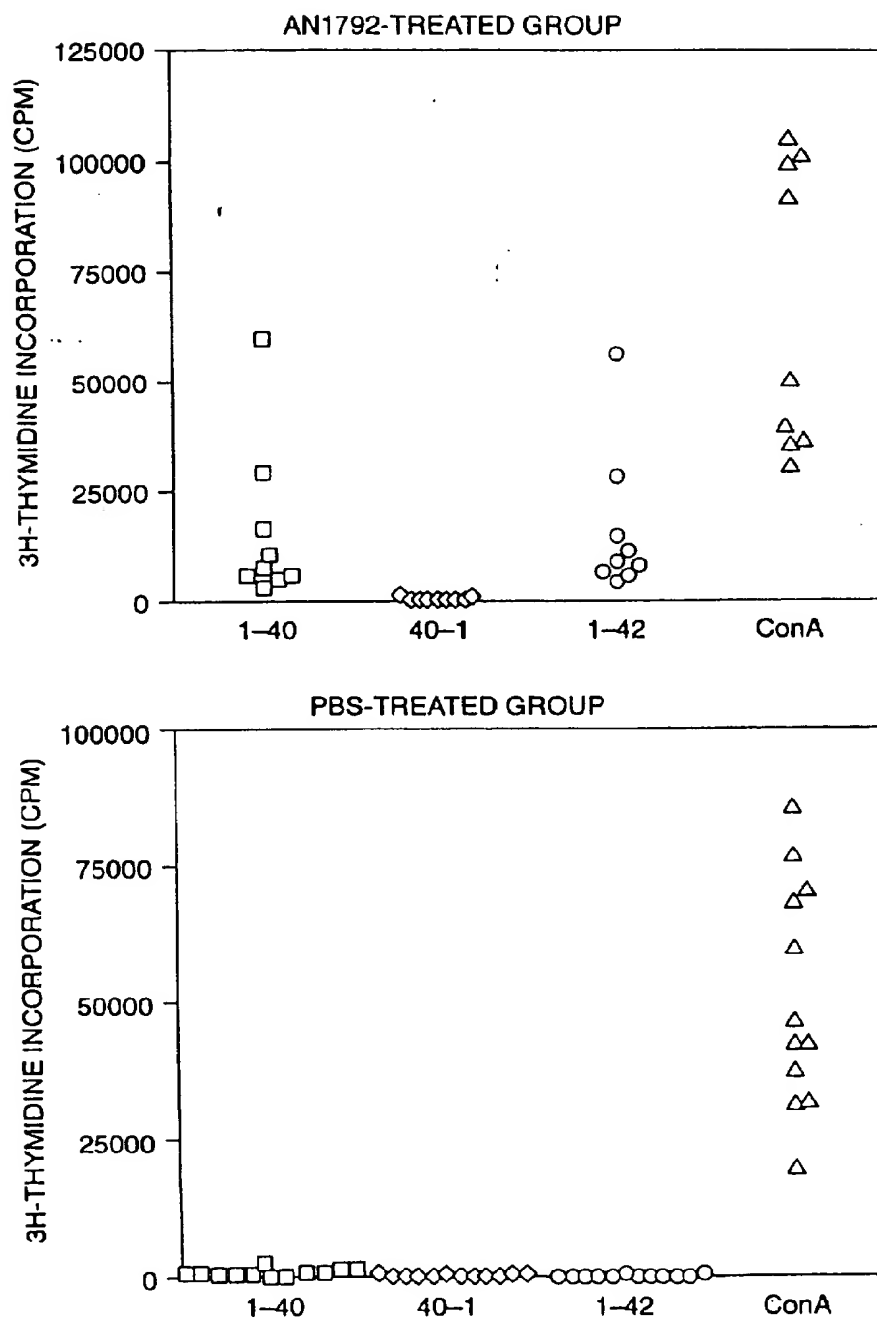 AN1792-TREATED GROUP
125000
100000
75000
50000
25000
0
3H-THYMIDINE INCORPORATION (CPM)
1–40 40–1 1–42 ConA
PBS-TREATED GROUP
100000
75000
50000
25000
0
3H-THYMIDINE INCORPORATION (CPM)
1–40 40–1 1–42 ConA